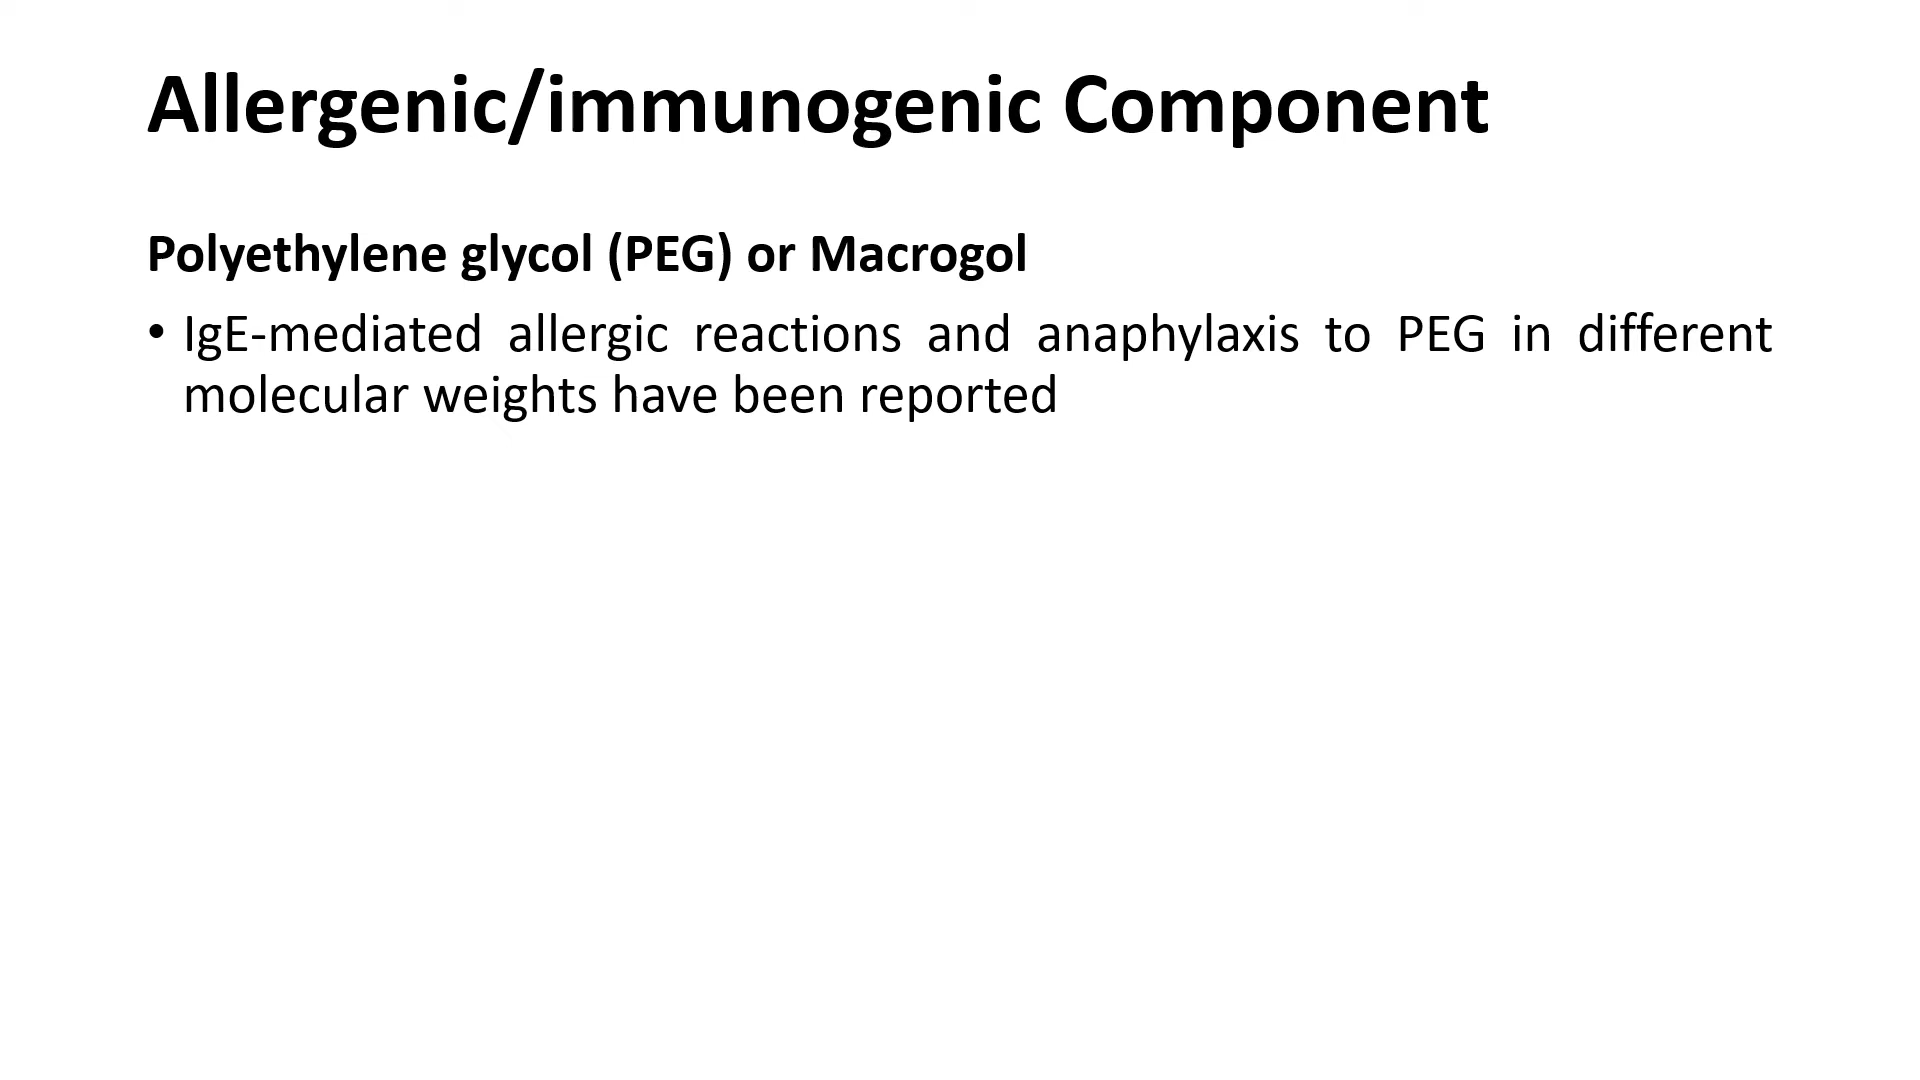 Allergenic/immunogenic Component
Polyethylene glycol (PEG) or Macrogol
• IgE-mediated allergic reactions and anaphylaxis to PEG in different
molecular weights have been reported